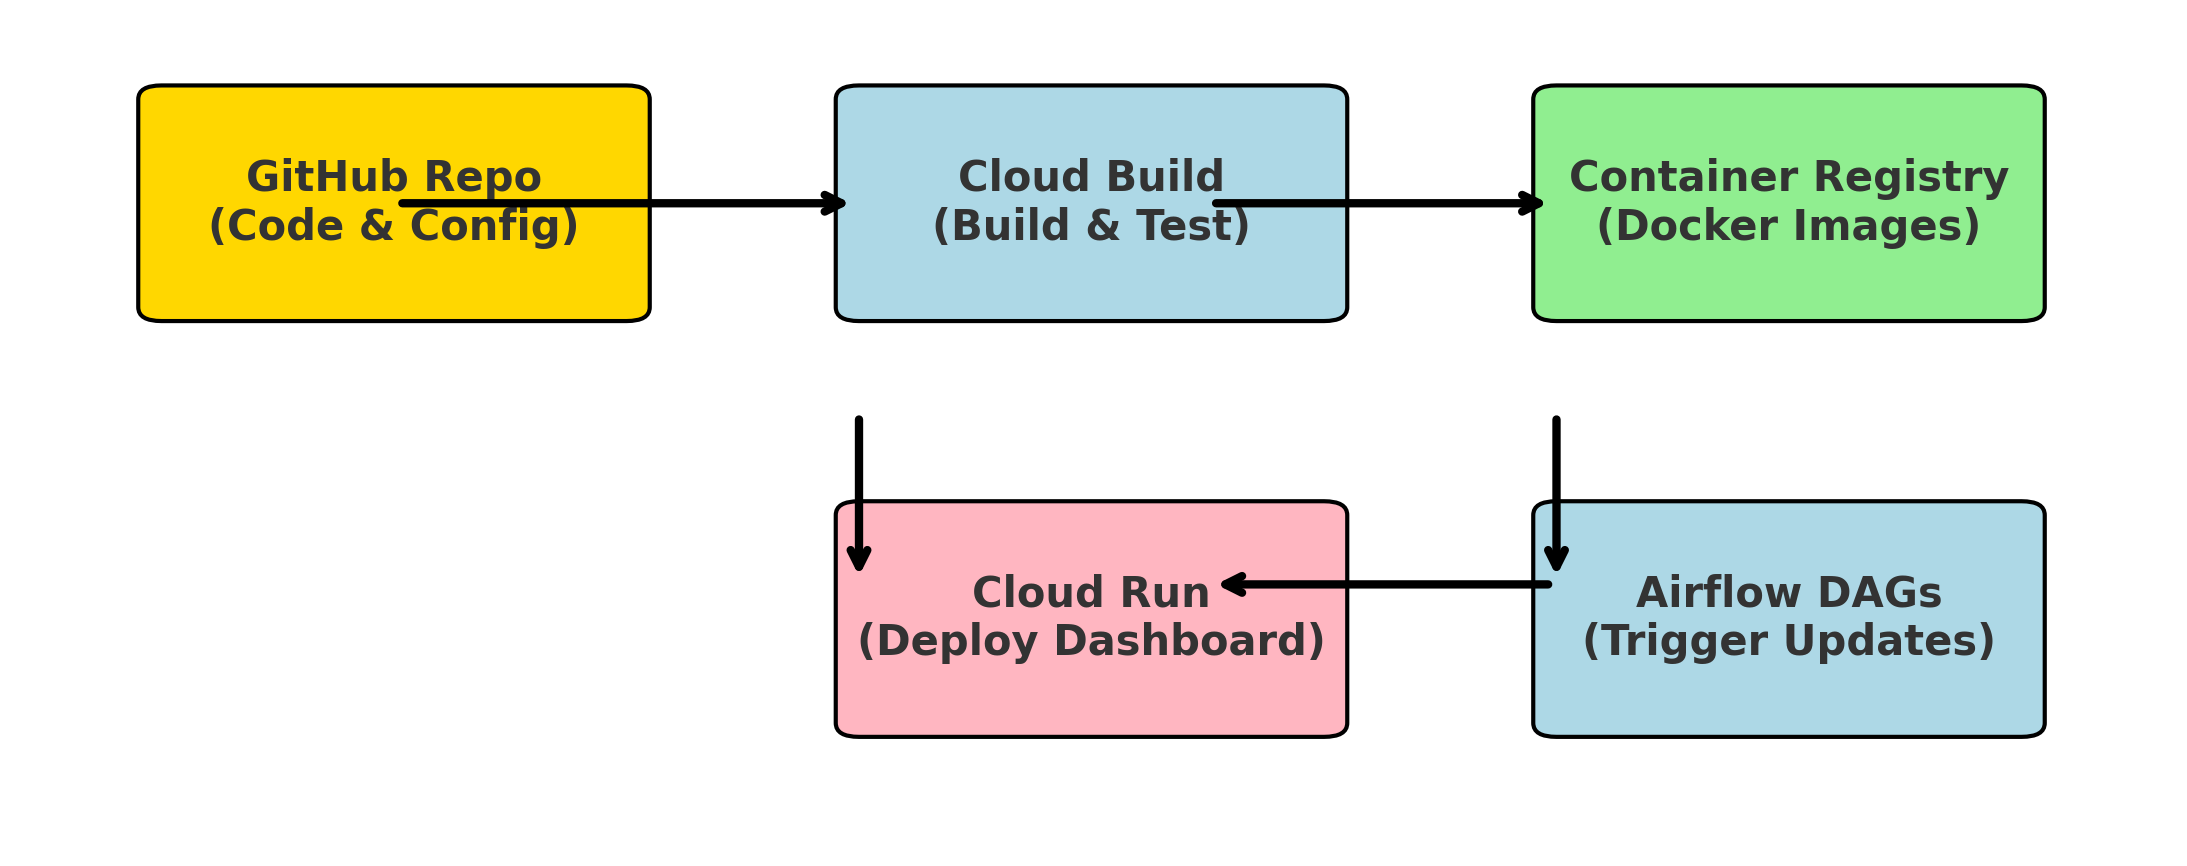 GitHub Repo
(Code & Config)
Cloud Build
(Build & Test)
Container Registry
(Docker Images)
Cloud Run
(Deploy Dashboard)
Airflow DAGs
(Trigger Updates)